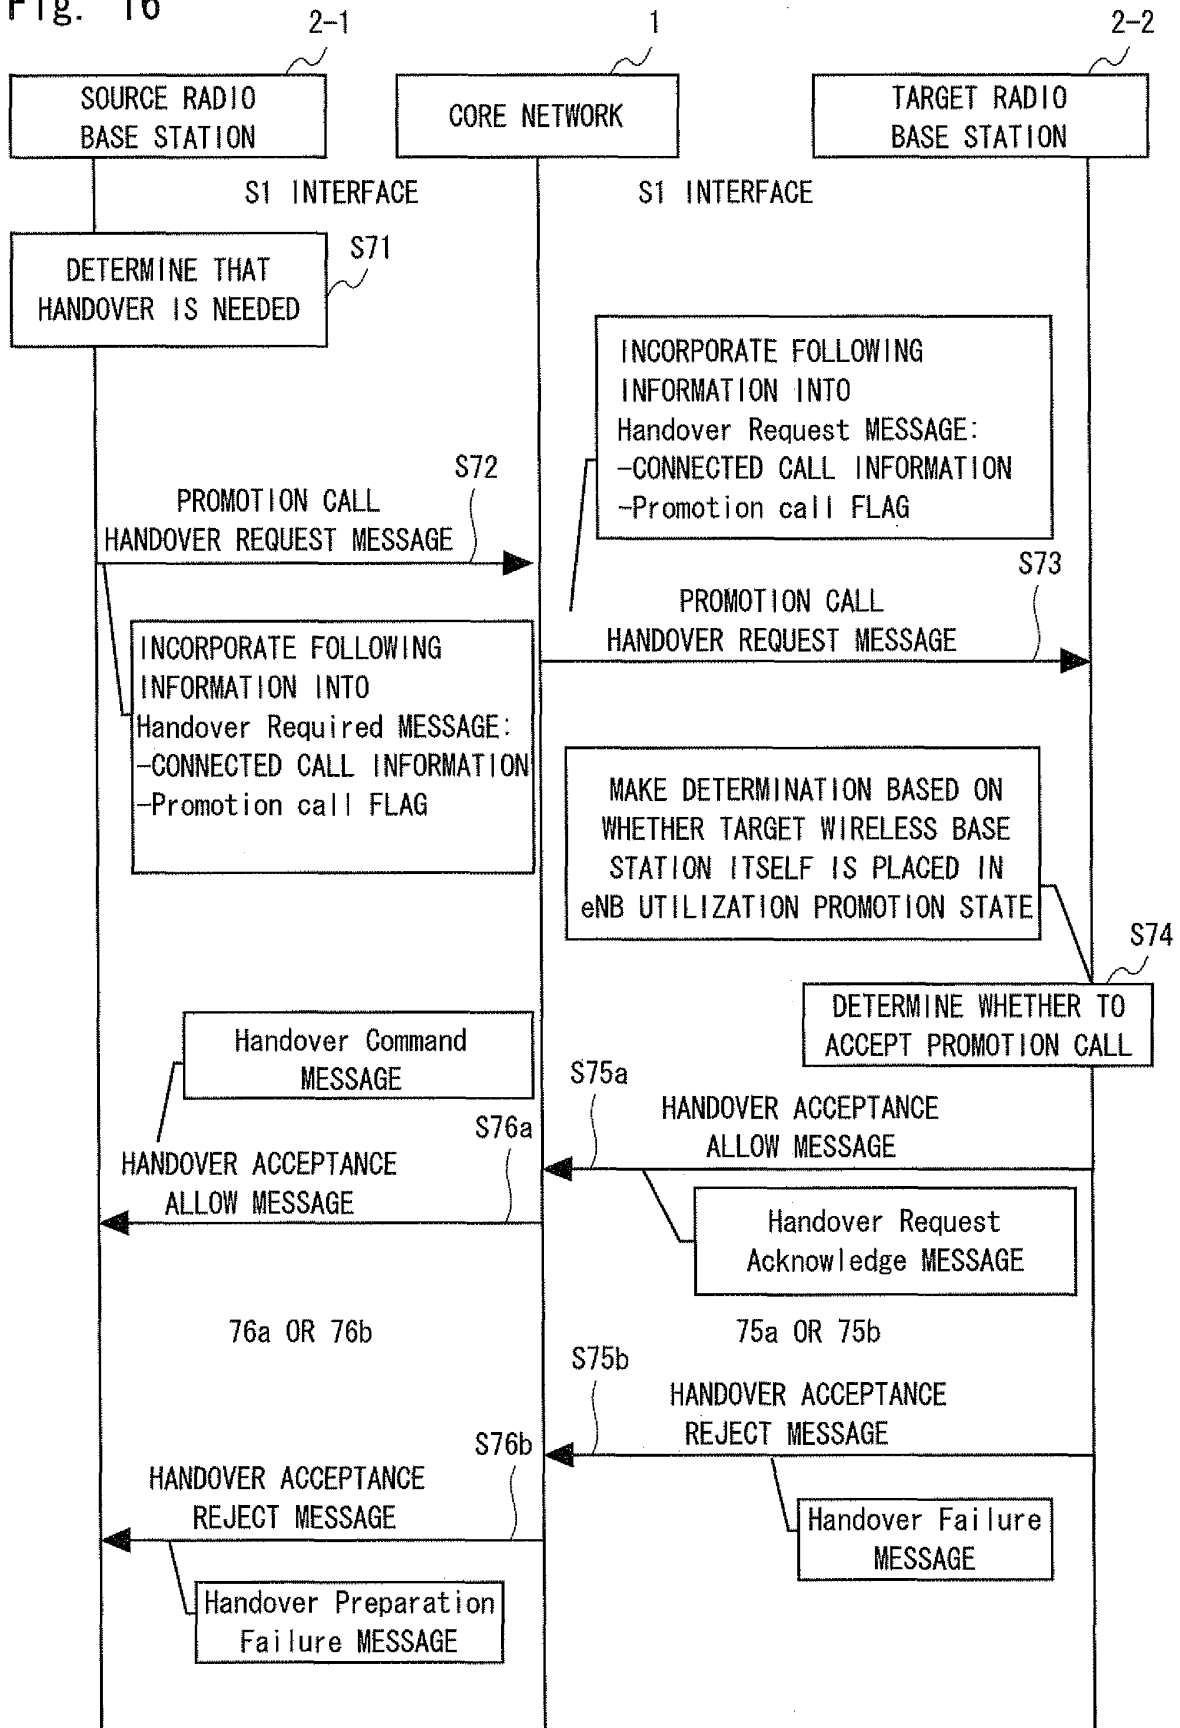 Fig. 16
2-1
1
2-2
SOURCE RADIO
BASE STATION
CORE NETWORK
TARGET RADIO
BASE STATION
S1 INTERFACE
S1 INTERFACE
S71
DETERMINE THAT
HANDOVER IS NEEDED
INCORPORATE FOLLOWING
INFORMATION INTO
Handover Request MESSAGE:
-CONNECTED CALL INFORMATION
-Promotion call FLAG
S72
PROMOTION CALL
HANDOVER REQUEST MESSAGE
S73
PROMOTION CALL
HANDOVER REQUEST MESSAGE
INCORPORATE FOLLOWING
INFORMATION INTO
Handover Required MESSAGE:
-CONNECTED CALL INFORMATION
-Promotion call FLAG
MAKE DETERMINATION BASED ON
WHETHER TARGET WIRELESS BASE
STATION ITSELF IS PLACED IN
eNB UTILIZATION PROMOTION STATE
S74
DETERMINE WHETHER TO
ACCEPT PROMOTION CALL
Handover Command
MESSAGE
S75a
HANDOVER ACCEPTANCE
ALLOW MESSAGE
S76a
HANDOVER ACCEPTANCE
ALLOW MESSAGE
Handover Request
Acknowledge MESSAGE
76a OR 76b
75a OR 75b
S75b
HANDOVER ACCEPTANCE
REJECT MESSAGE
S76b
HANDOVER ACCEPTANCE
REJECT MESSAGE
Handover Failure
MESSAGE
Handover Preparation
Failure MESSAGE